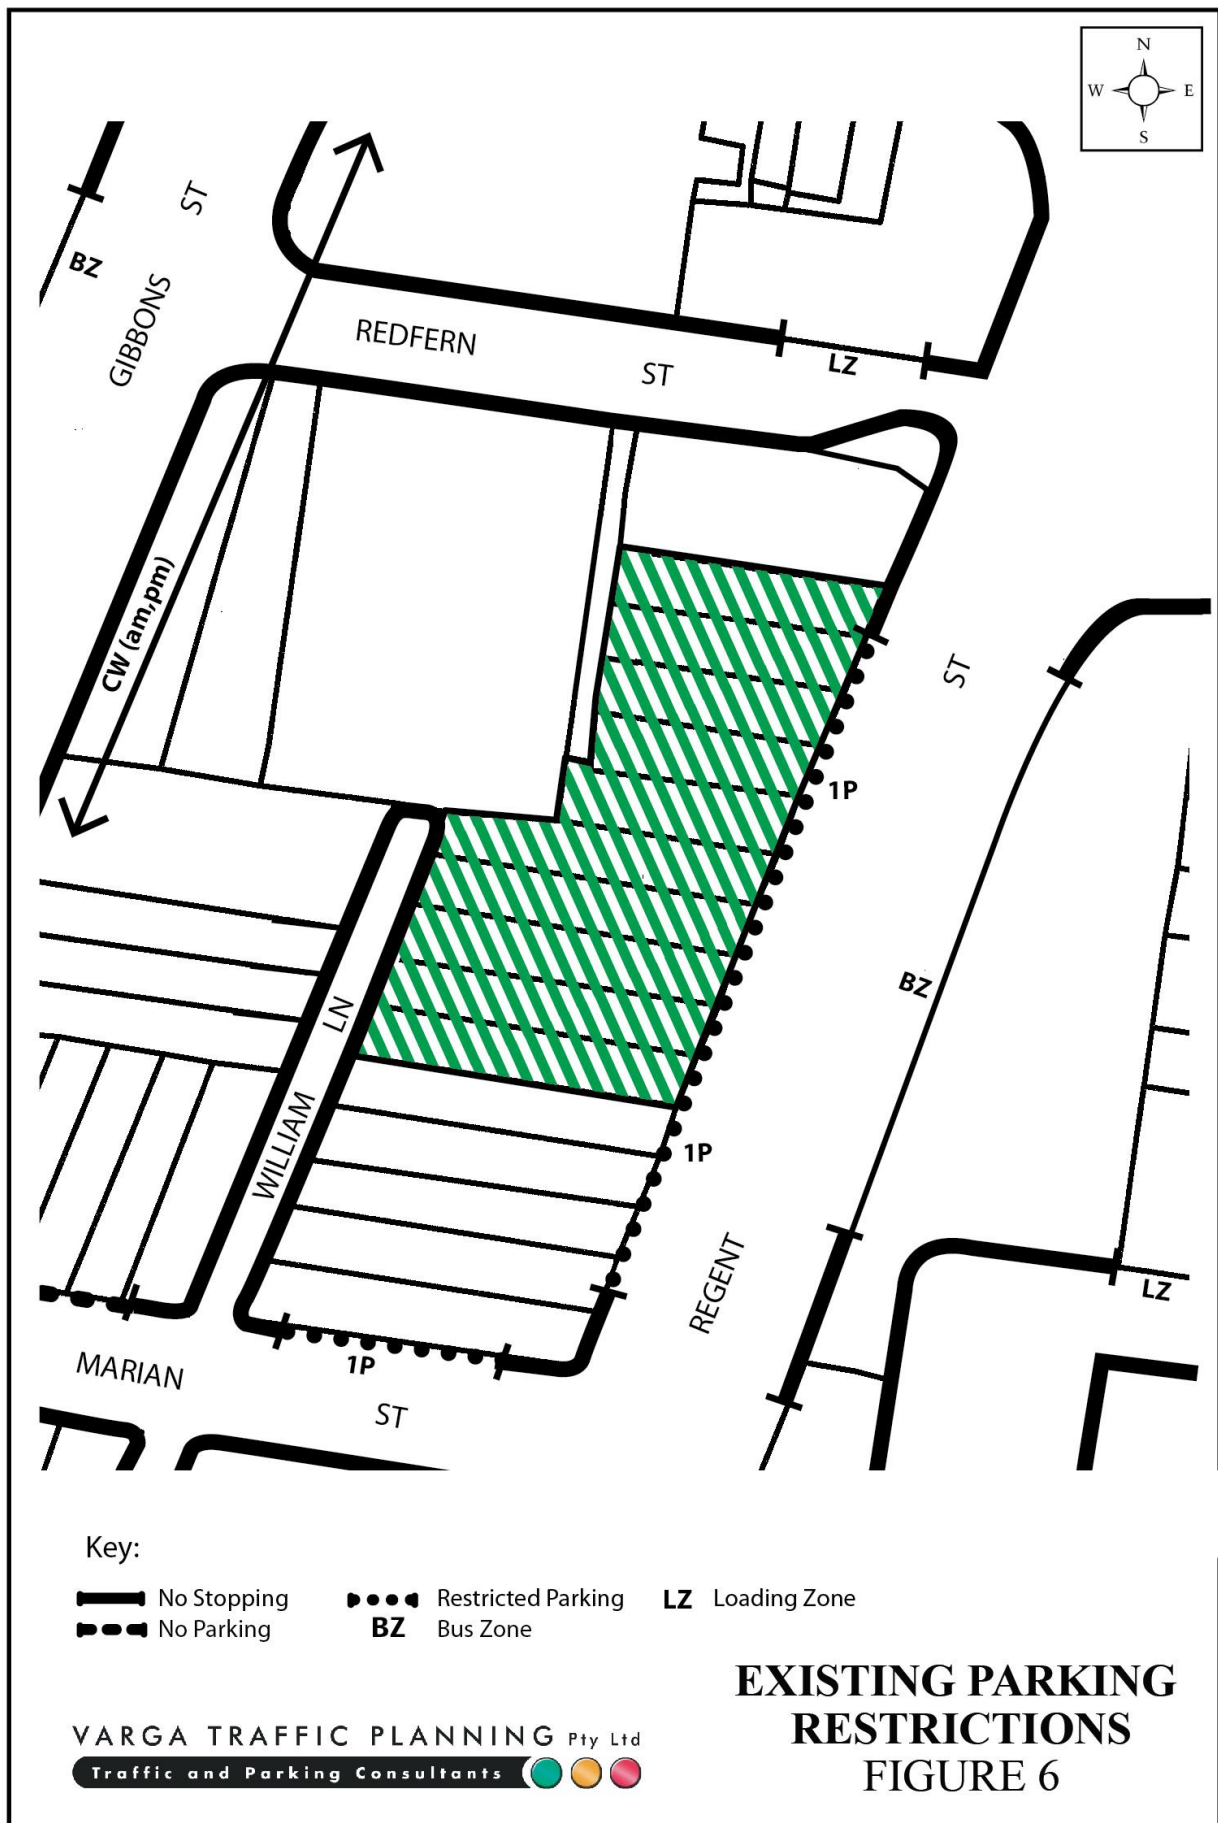 N
W E
S
ST
BZ
GIBBONS
REDFERN
ST
LZ
CW (am,pm)
ST
1P
BZ
LN
WILLIAM
1P
REGENT
LZ
1P
MARIAN
ST
Key:
No Stopping
Restricted Parking
LZ Loading Zone
No Parking
BZ Bus Zone
EXISTING PARKING
RESTRICTIONS
FIGURE 6
VARGA TRAFFIC PLANNING Pty Ltd
Traffic and Parking Consultants